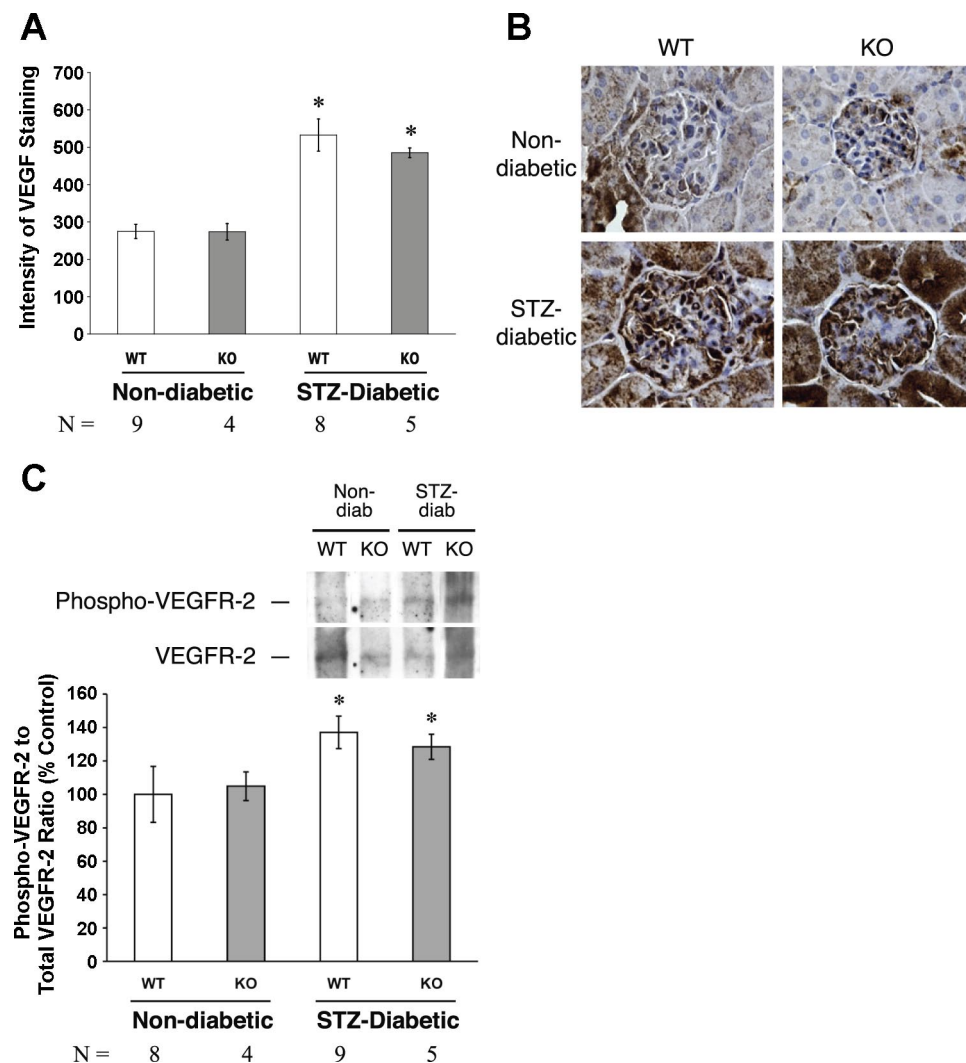 A
Intensity of VEGF Staining
700
600
500
400
300
200
100
0
*
*
WT KO WT KO
Non-diabetic STZ-Diabetic
N = 9 4 8 5
B
WT KO
Non-
diabetic
STZ-
diabetic
C
Non-
diab
STZ-
diab
WT KO WT KO
Phospho-VEGFR-2 —
VEGFR-2 —
Phospho-VEGFR-2 to
Total VEGFR-2 Ratio (% Control)
160
140
120
100
80
60
40
20
0
*
*
WT KO WT KO
Non-diabetic STZ-Diabetic
N = 8 4 9 5